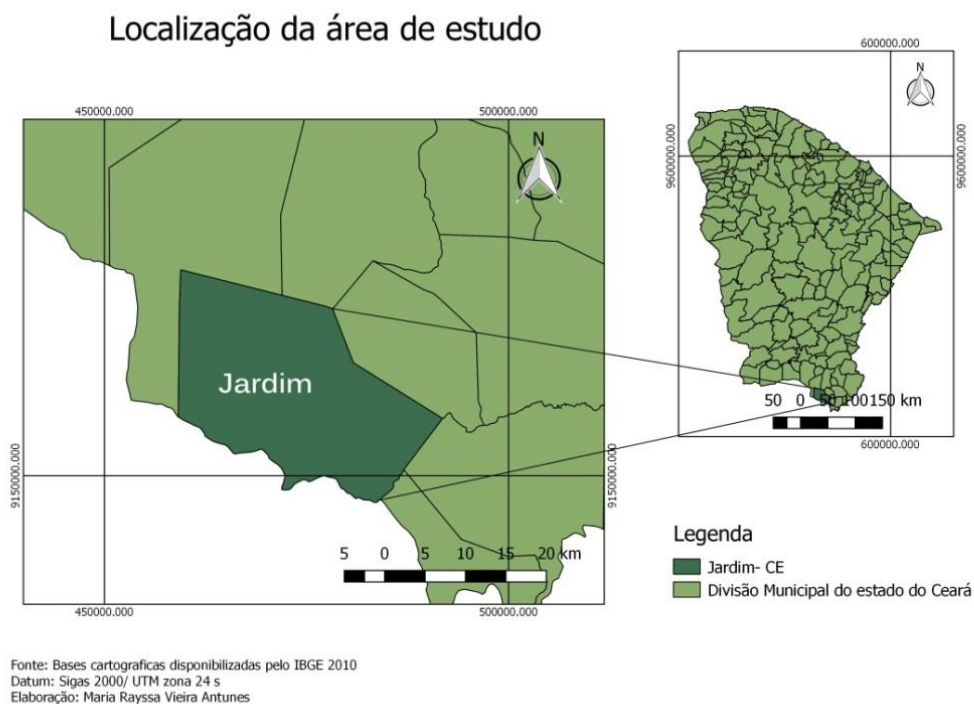 Localização da área de estudo
450000.000
500000.000
N
9150000.000
9150000.000
Jardim
5 0 5 10 15 20 km
450000.000
500000.000
600000.000
N
9600000.000
9600000.000
50 0 50 100 150 km
600000.000
Legenda
Jardim- CE
Divisão Municipal do estado do Ceará
Fonte: Bases cartograficas disponibilizadas pelo IBGE 2010
Datum: Sigas 2000/ UTM zona 24 s
Elaboração: Maria Rayssa Vieira Antunes